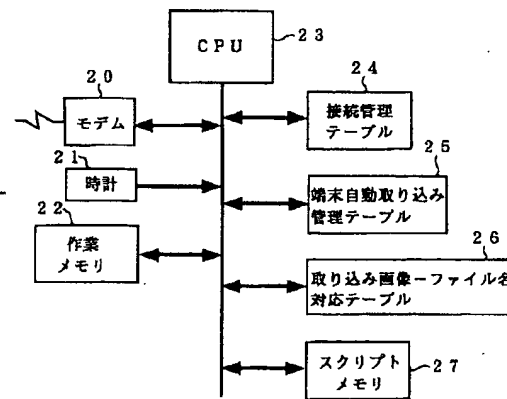 CPU
23
20
モデム
21
時計
22
作業
メモリ
24
接続管理
テーブル
25
端末自動取り込み
管理テーブル
26
取り込み画像−ファイル名
対応テーブル
スクリプト
メモリ
27